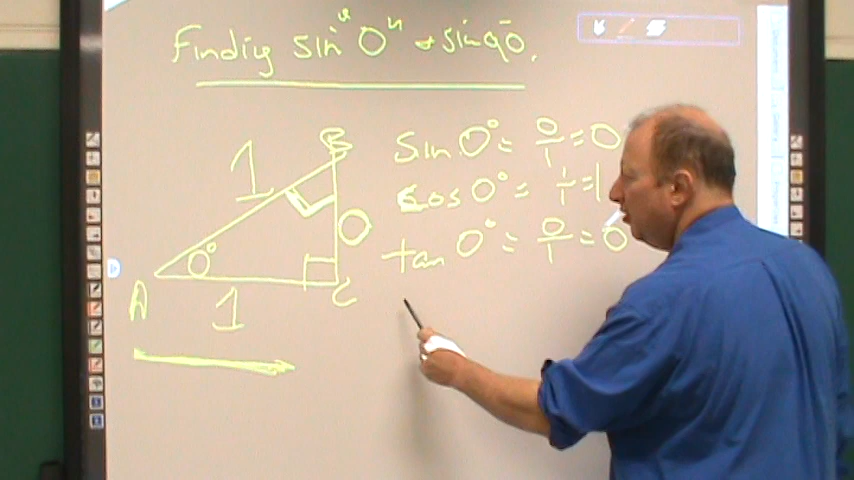 Finding sin 0° & sin 90.
B
1
sin 0° = 0/1 = 0
cos 0° = 1/1 = 1
0
tan 0° = 0/1 = 0
0°
A
1
C